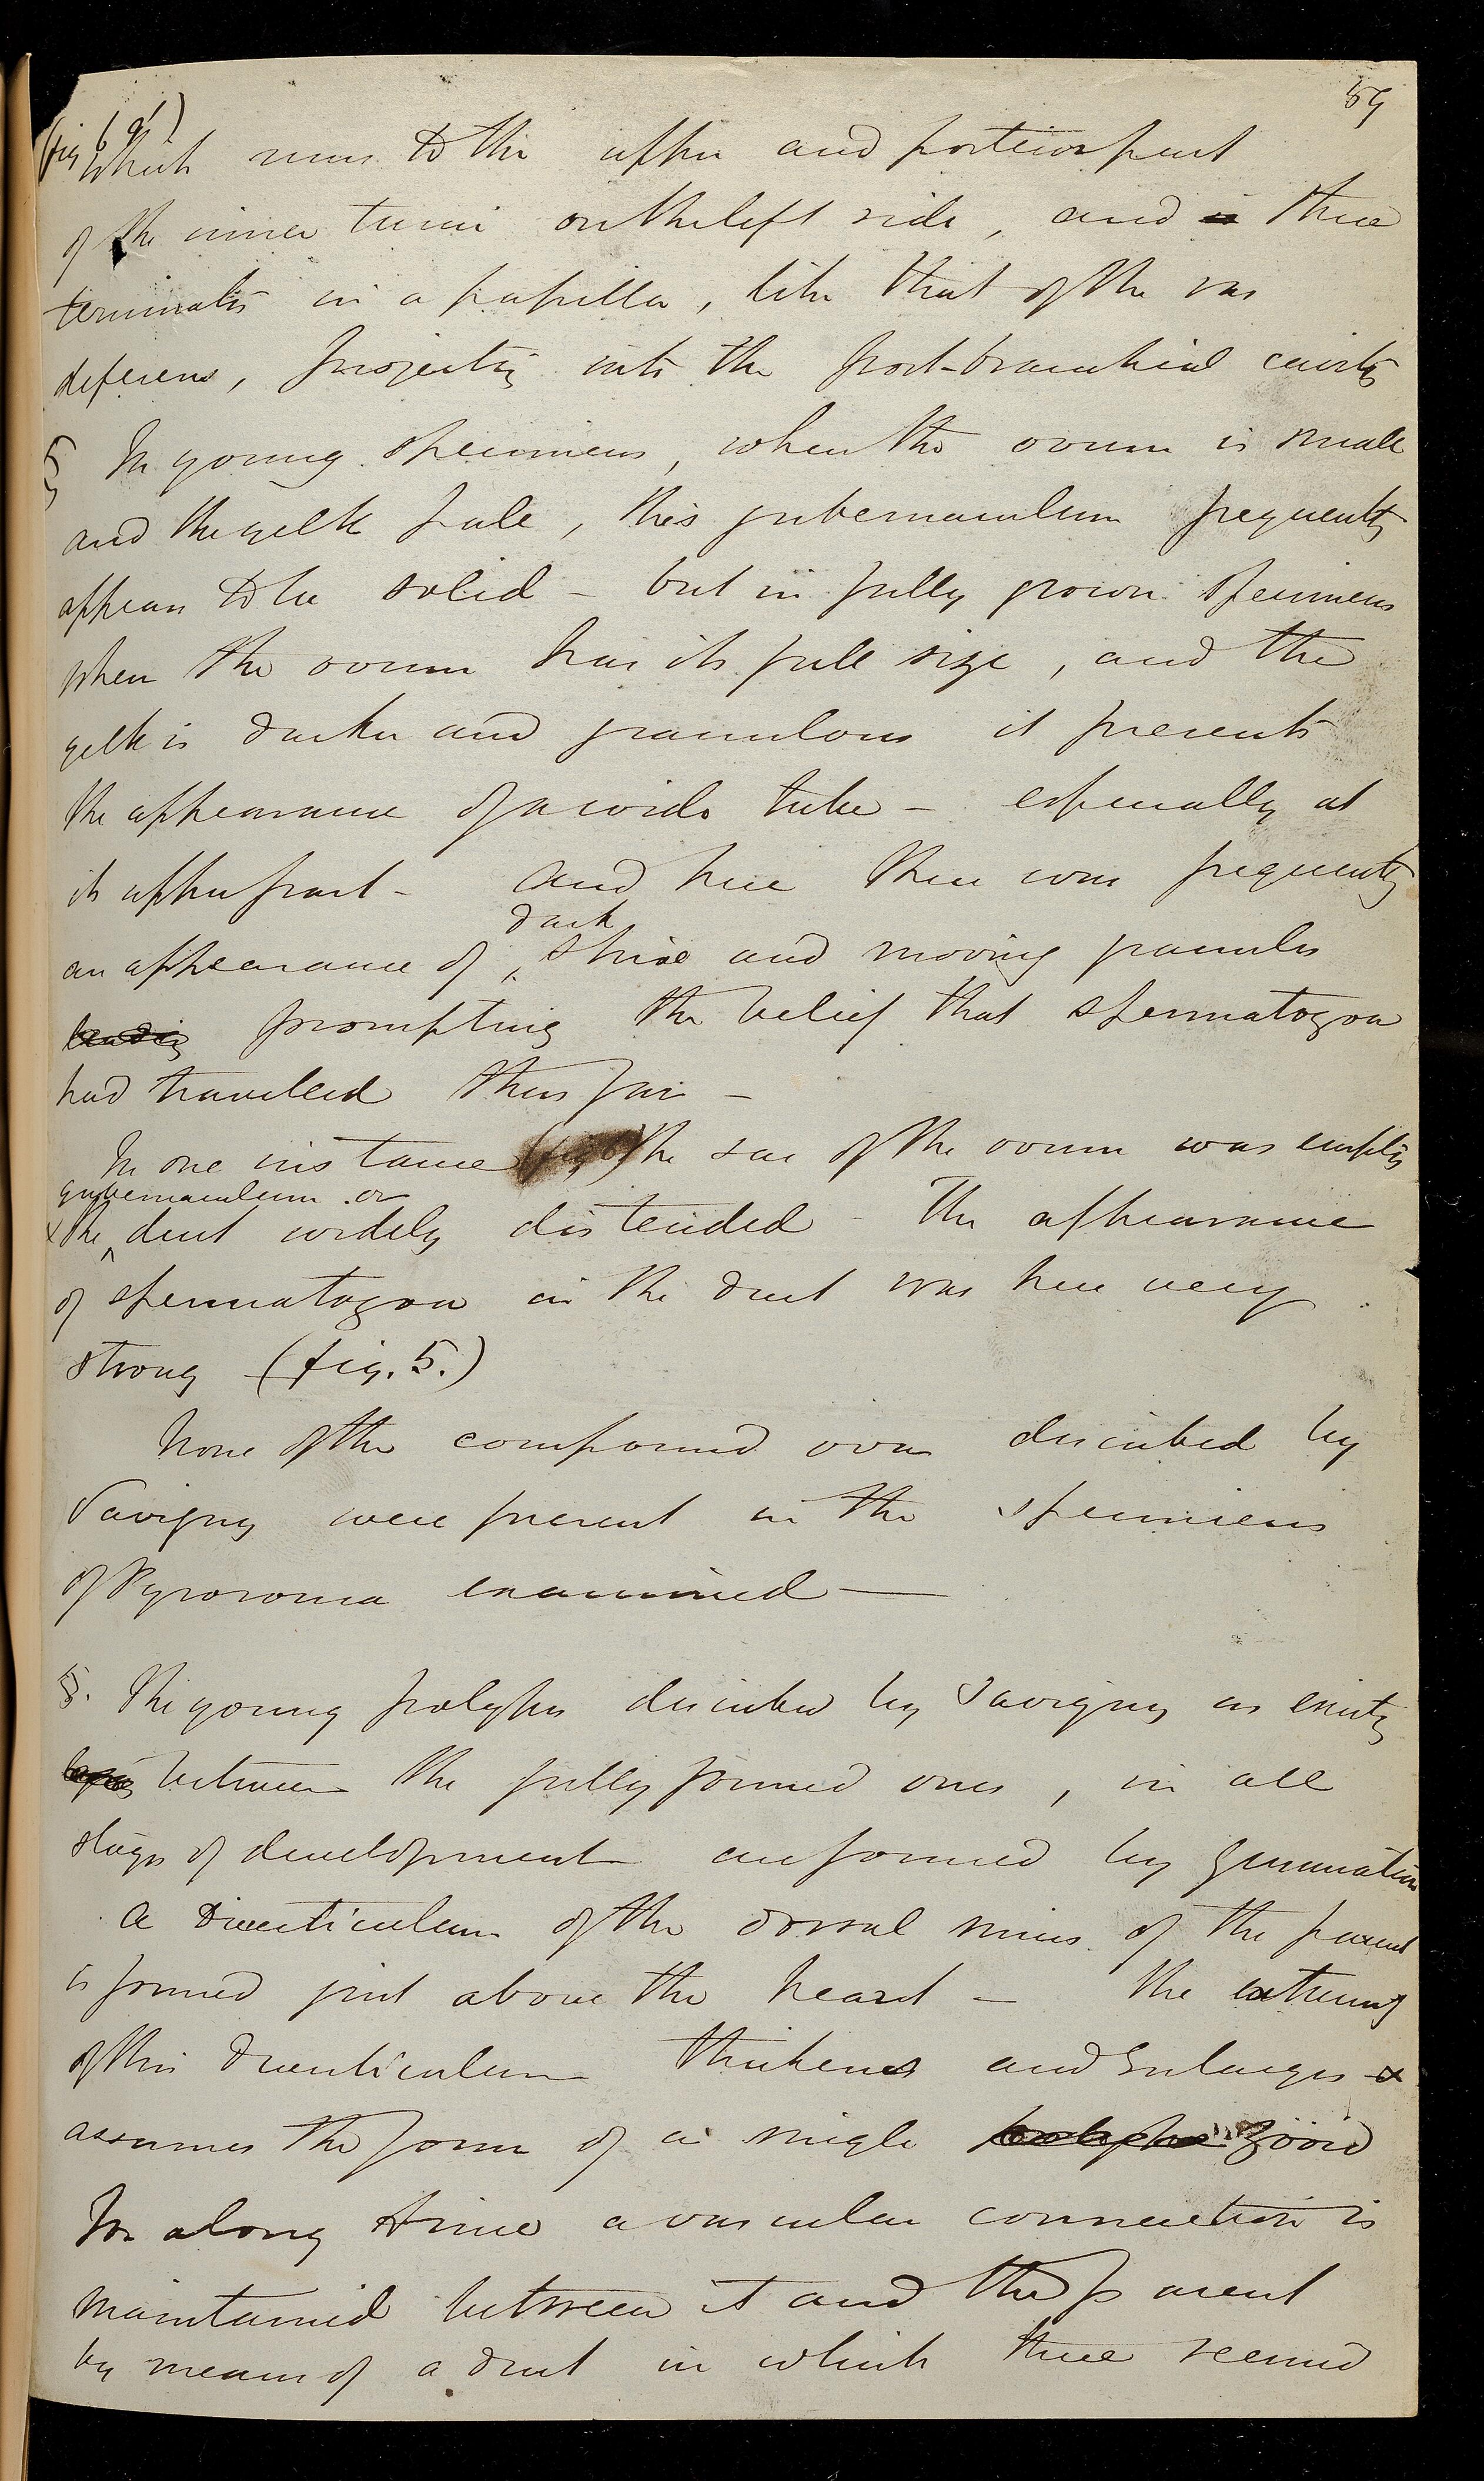 59
(fig 6 g')
which runs to the upper and posterior part
of the inner tunic on the left side, and is there
terminates in a papilla, like that of the vas
deferens, projecting into the post-branchial cavity
§ In young specimens, when the ovum is small
and the yelk pale, this gubernaculum frequently
appears to be solid - but in fully grown specimens
when the ovum has its full size, and the
yelk is darker and granulous it presents
the appearance of a wide tube - especially at
its upper part - and here there was frequently
dark
an appearance of striae and moving granules
leading prompting the belief that spermatozoa
had travelled thus far -
In one instance (fig 6) the sac of the ovum was empty
gubernaculum or
& the duct widely distended - The appearance
of spermatozoa in the duct was here very
strong (fig. 5.)
None of the compound ova described by
Savigny were present in the specimens
of Pyrosoma examined —
§. The young polypes described by Savigny as existing
between the fully formed ones, in all
stages of development are formed by gemmation
a Diverticulum of the dorsal sinus of the parent
is formed just above the heart - the extremity
of this diverticulum thickens and enlarges &
assumes the form of a single polype "zöoid
For a long time a vascular connection is
maintained between it and the parent
by means of a duct in which there seemed